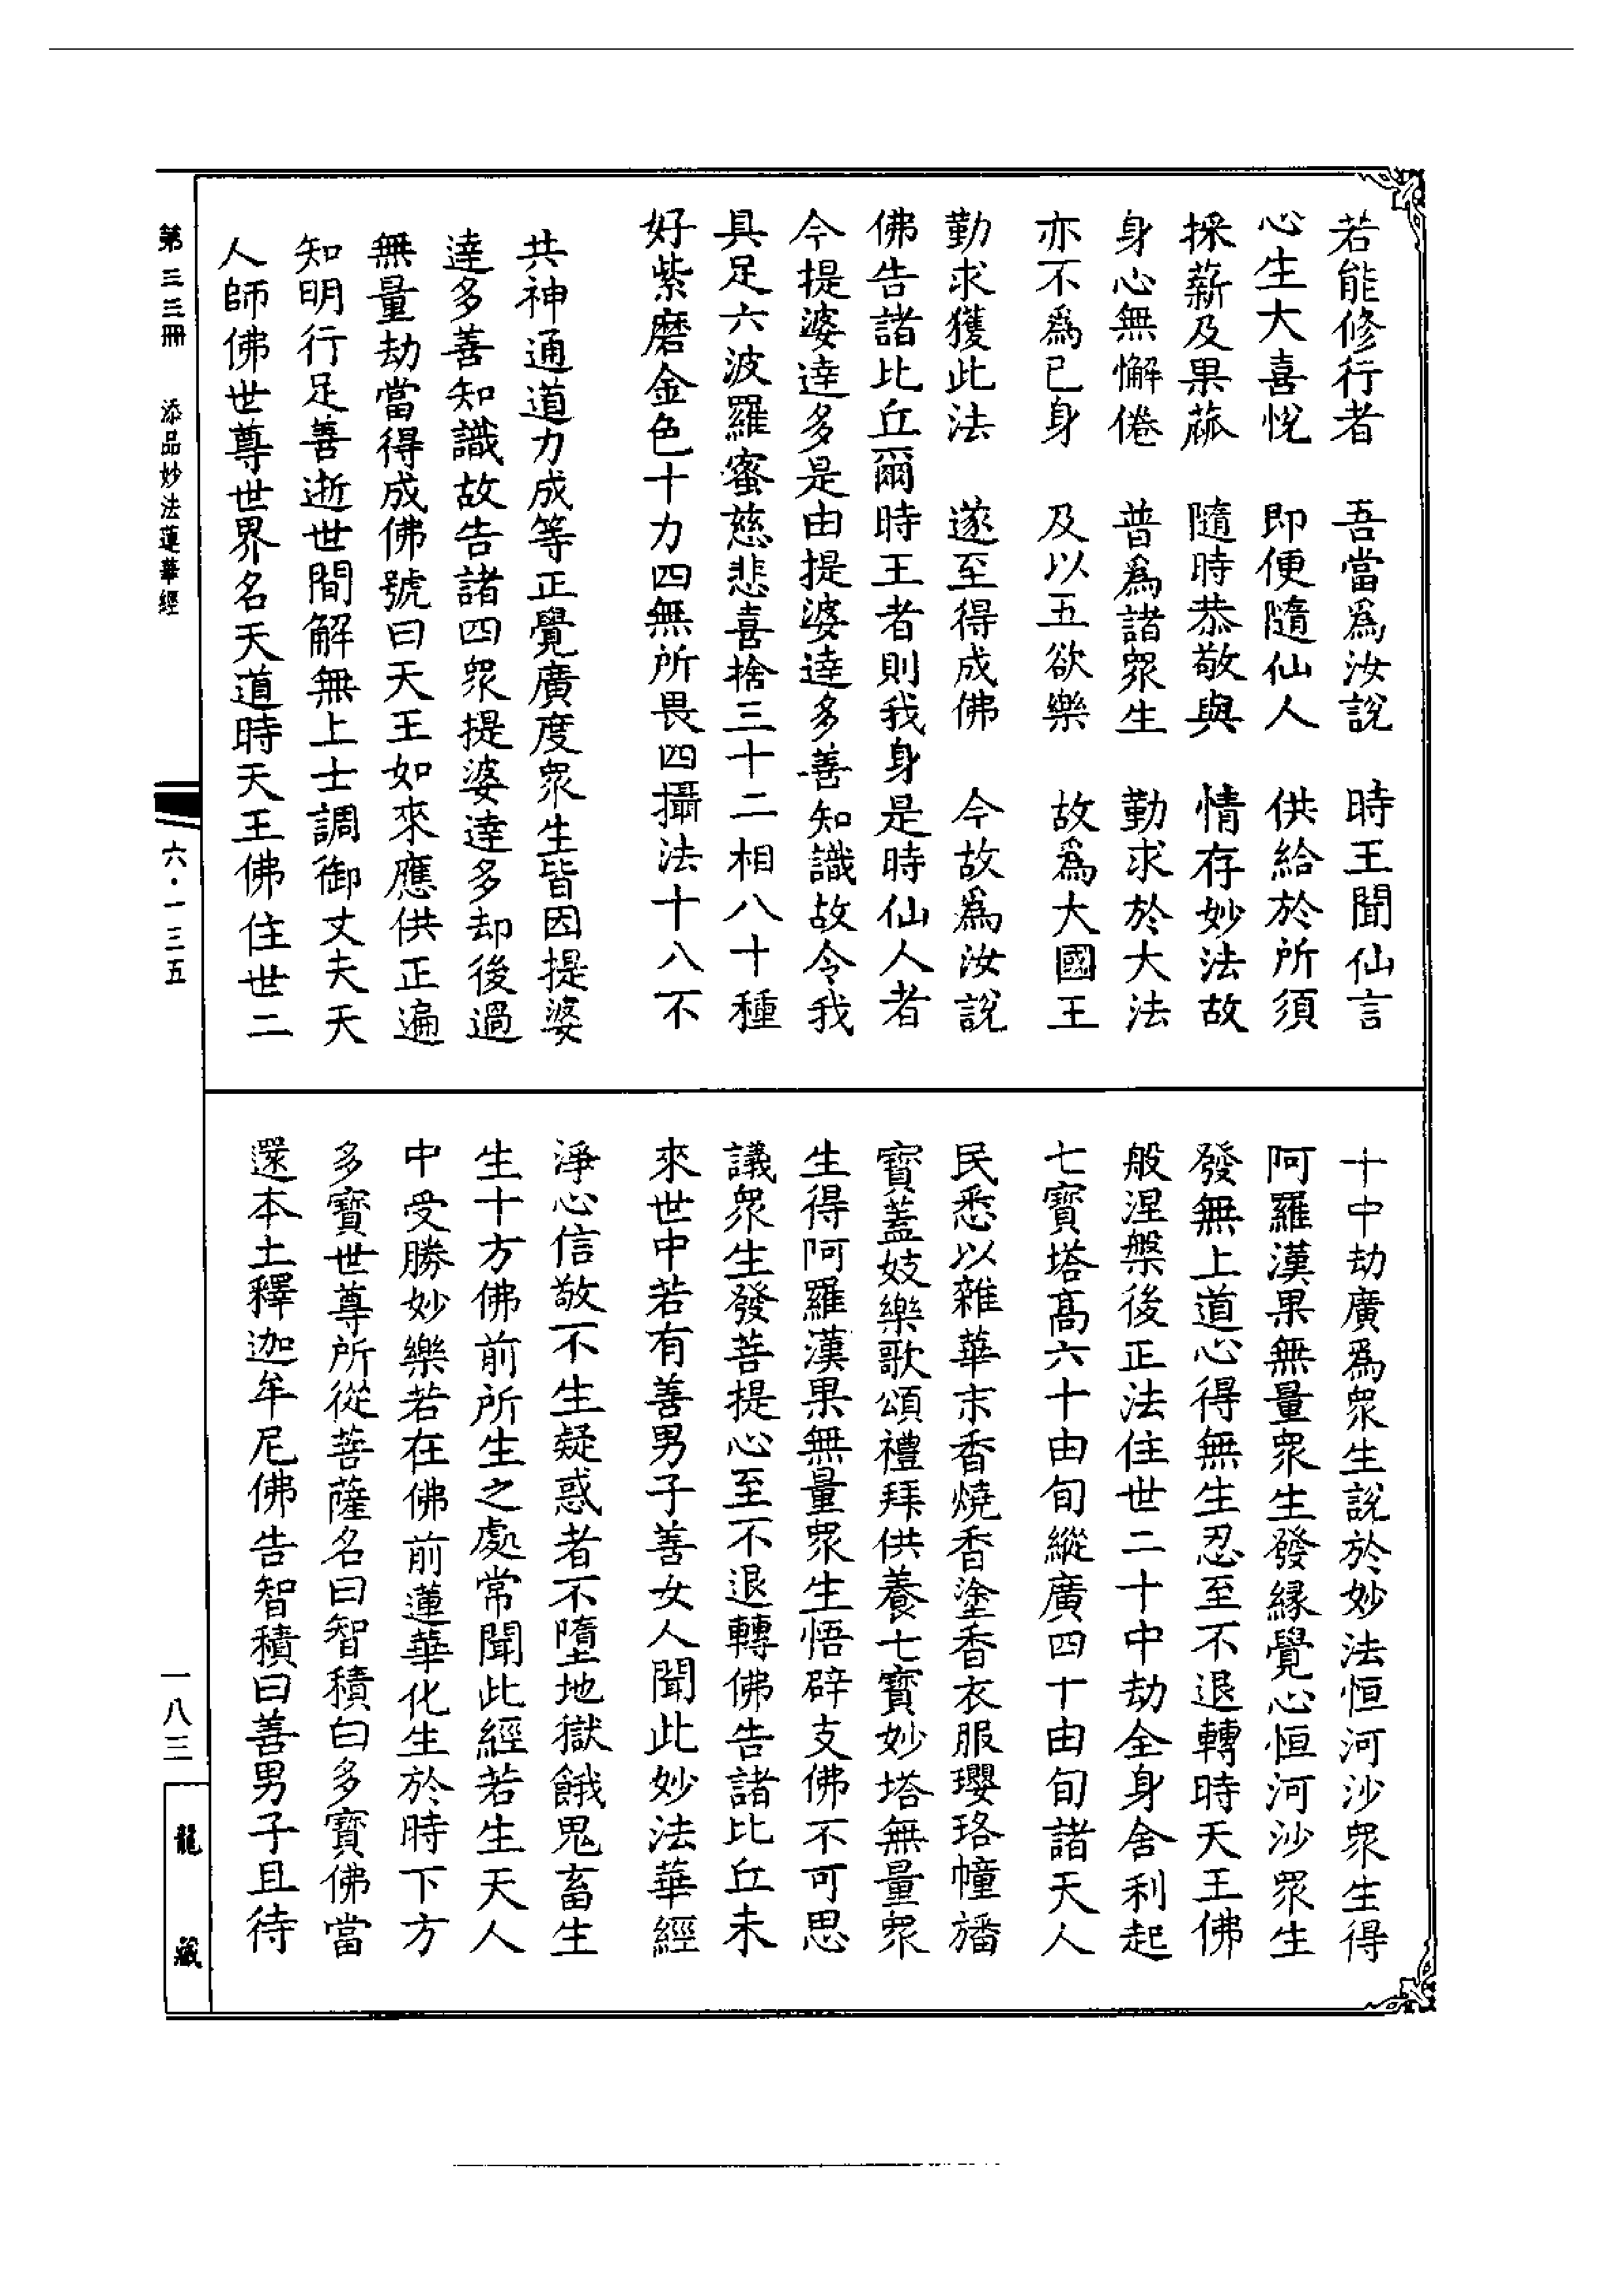 若能修行者　吾當爲汝說　時王聞仙言
心生大喜悅　即便隨仙人　供給於所須
採薪及果蓏　隨時恭敬與　情存妙法故
身心無懈倦　普爲諸眾生　勤求於大法
亦不爲已身　及以五欲樂　故爲大國王
勤求獲此法　遂至得成佛　今故爲汝說
佛告諸比丘爾時王者則我身是時仙人者
今提婆達多是由提婆達多善知識故令我
具足六波羅蜜慈悲喜捨三十二相八十種
好紫磨金色十力四無所畏四攝法十八不
共神通道力成等正覺廣度眾生皆因提婆
達多善知識故告諸四眾提婆達多却後過
無量劫當得成佛號曰天王如來應供正遍
知明行足善逝世間解無上士調御丈夫天
人師佛世尊世界名天道時天王佛住世二
十中劫廣爲眾生說於妙法恒河沙眾生得
阿羅漢果無量眾生發緣覺心恒河沙眾生
發無上道心得無生忍至不退轉時天王佛
般涅槃後正法住世二十中劫全身舍利起
七寶塔高六十由旬縱廣四十由旬諸天人
民悉以雜華末香燒香塗香衣服瓔珞幢旛
寶蓋妓樂歌頌禮拜供養七寶妙塔無量眾
生得阿羅漢果無量眾生悟辟支佛不可思
議眾生發菩提心至不退轉佛告諸比丘未
來世中若有善男子善女人聞此妙法華經
淨心信敬不生疑惑者不墮地獄餓鬼畜生
生十方佛前所生之處常聞此經若生天人
中受勝妙樂若在佛前蓮華化生於時下方
多寶世尊所從菩薩名曰智積白多寶佛當
還本土釋迦牟尼佛告智積曰善男子且待
第三三冊　添品妙法蓮華經
六・一三五
一八三
龍藏